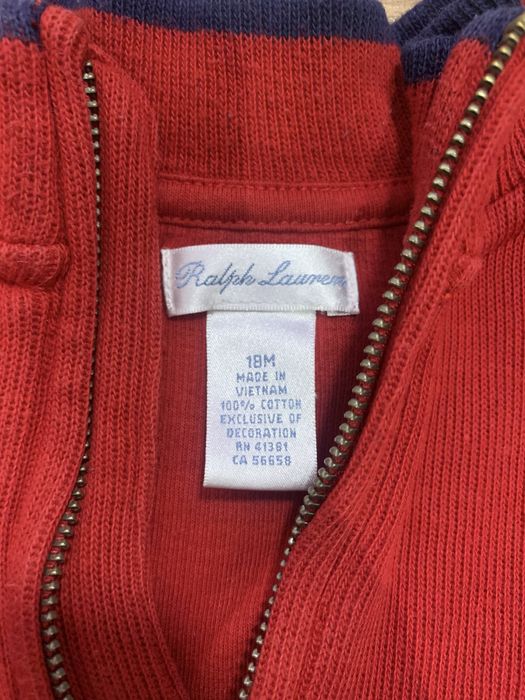 Ralph Lauren
18M
MADE IN
VIETNAM
100% COTTON
EXCLUSIVE OF
DECORATION
RN 41381
CA 56658